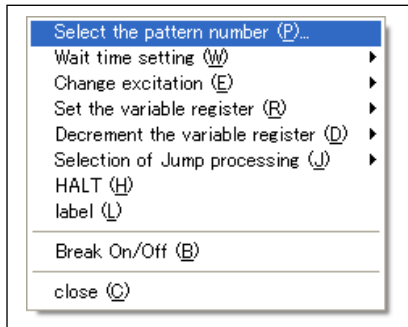 Select the pattern number (P)...
Wait time setting (W)
Change excitation (E)
Set the variable register (R)
Decrement the variable register (D)
Selection of Jump processing (J)
HALT (H)
label (L)
Break On/Off (B)
close (C)